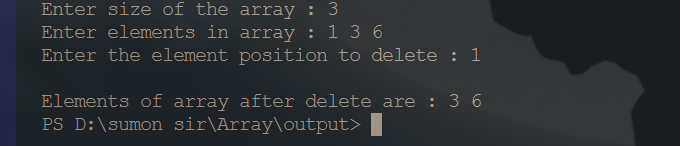 Enter size of the array : 3
Enter elements in array : 1 3 6
Enter the element position to delete : 1
Elements of array after delete are : 3 6
PS D:\sumon sir\Array\output>